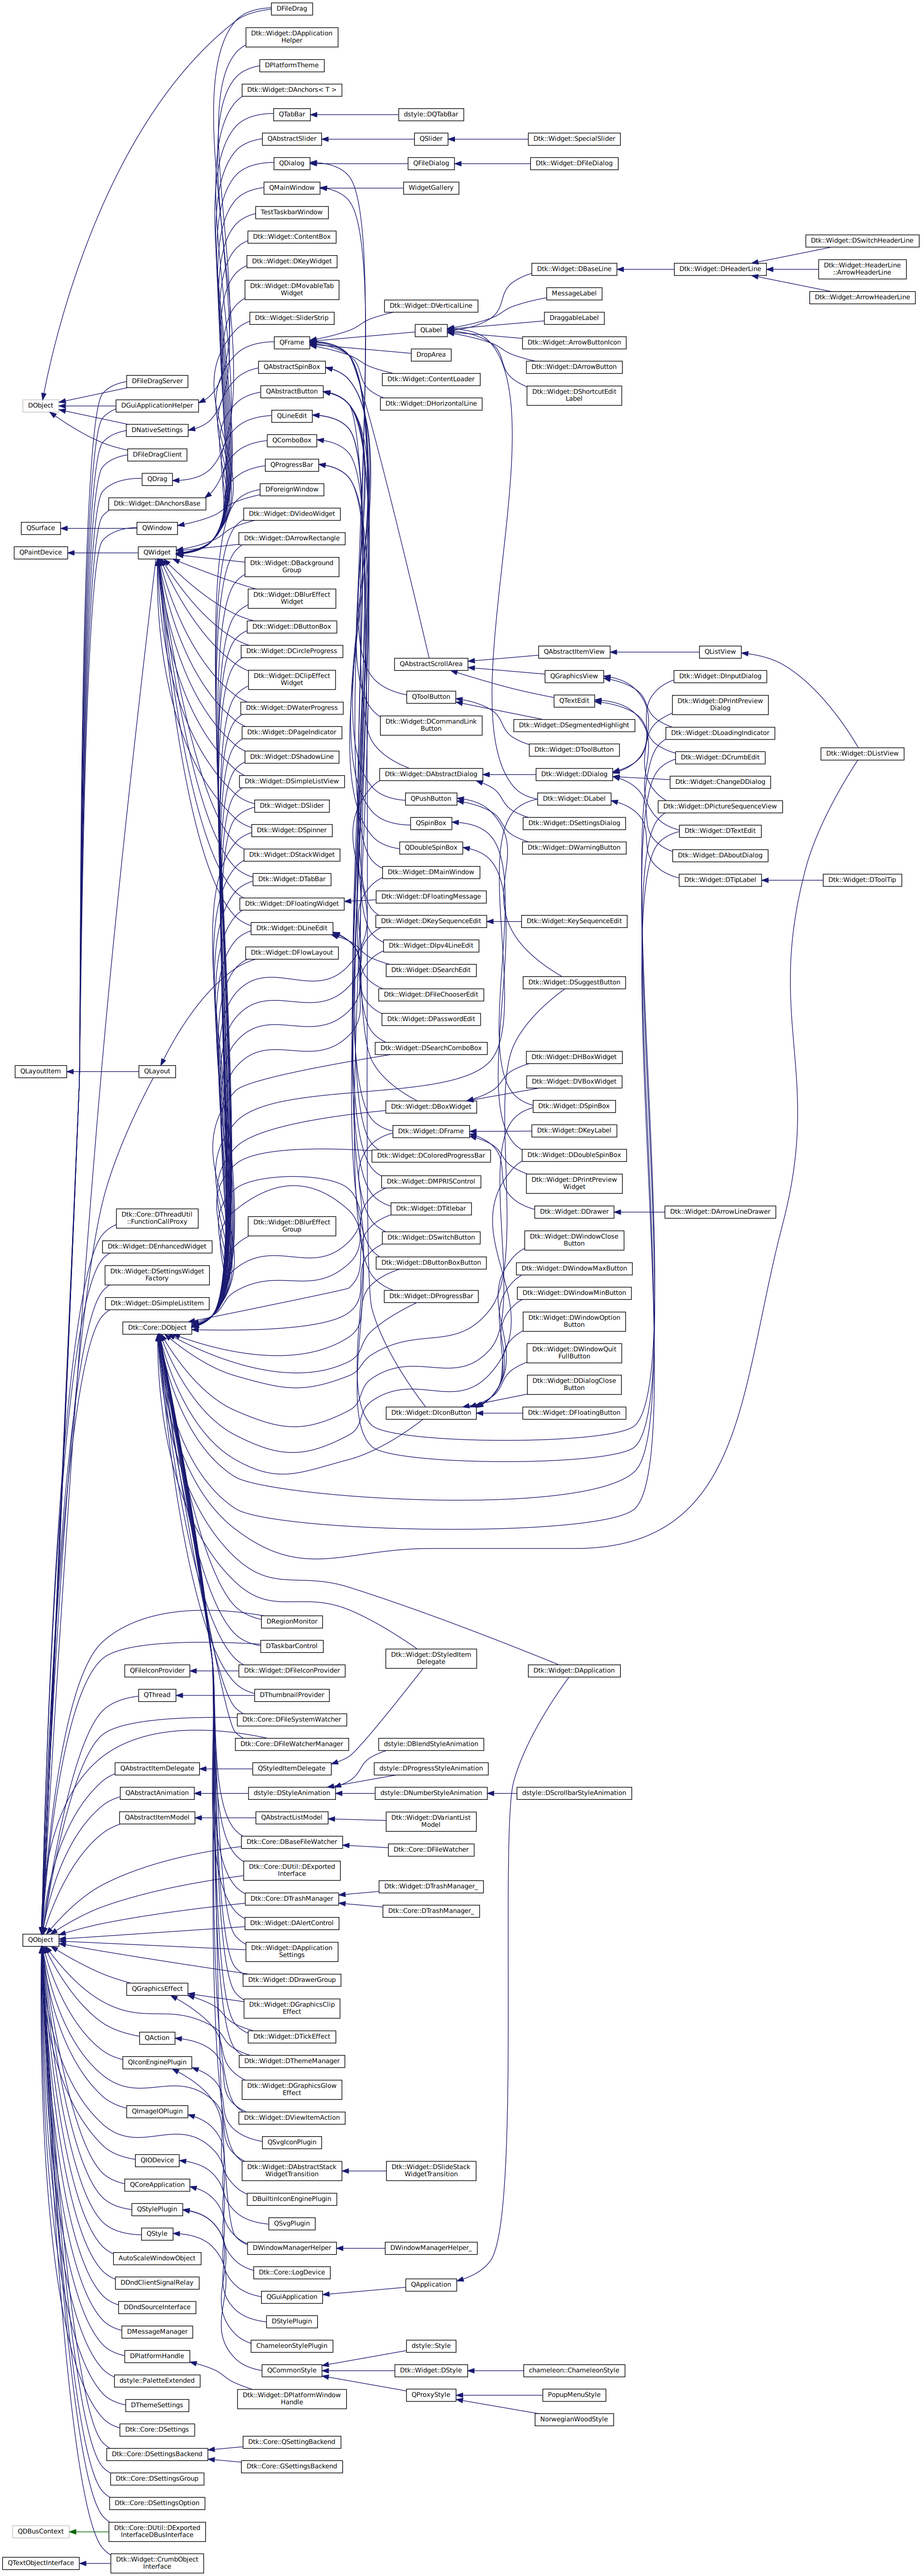 DFileDrag
Dtk::Widget::DApplication
Helper
DPlatformTheme
Dtk::Widget::DAnchors< T >
QTabBar
dstyle::DQTabBar
QAbstractSlider
QSlider
Dtk::Widget::SpecialSlider
QDialog
QFileDialog
Dtk::Widget::DFileDialog
QMainWindow
WidgetGallery
TestTaskbarWindow
Dtk::Widget::ContentBox
Dtk::Widget::DSwitchHeaderLine
Dtk::Widget::DKeyWidget
Dtk::Widget::DBaseLine
Dtk::Widget::DHeaderLine
Dtk::Widget::HeaderLine
::ArrowHeaderLine
Dtk::Widget::DMovableTab
Widget
MessageLabel
Dtk::Widget::ArrowHeaderLine
Dtk::Widget::DVerticalLine
Dtk::Widget::SliderStrip
DraggableLabel
QLabel
QFrame
Dtk::Widget::ArrowButtonIcon
DropArea
QAbstractSpinBox
Dtk::Widget::DArrowButton
DFileDragServer
Dtk::Widget::ContentLoader
QAbstractButton
Dtk::Widget::DShortcutEdit
Label
DObject
DGuiApplicationHelper
Dtk::Widget::DHorizontalLine
QLineEdit
DNativeSettings
QComboBox
DFileDragClient
QProgressBar
QDrag
DForeignWindow
Dtk::Widget::DAnchorsBase
Dtk::Widget::DVideoWidget
QSurface
QWindow
Dtk::Widget::DArrowRectangle
QPaintDevice
QWidget
Dtk::Widget::DBackground
Group
Dtk::Widget::DBlurEffect
Widget
Dtk::Widget::DButtonBox
Dtk::Widget::DCircleProgress
QAbstractItemView
QListView
QAbstractScrollArea
Dtk::Widget::DClipEffect
Widget
QGraphicsView
Dtk::Widget::DInputDialog
QToolButton
QTextEdit
Dtk::Widget::DPrintPreview
Dialog
Dtk::Widget::DWaterProgress
Dtk::Widget::DCommandLink
Button
Dtk::Widget::DSegmentedHighlight
Dtk::Widget::DLoadingIndicator
Dtk::Widget::DPageIndicator
Dtk::Widget::DToolButton
Dtk::Widget::DListView
Dtk::Widget::DShadowLine
Dtk::Widget::DCrumbEdit
Dtk::Widget::DAbstractDialog
Dtk::Widget::DDialog
Dtk::Widget::DSimpleListView
Dtk::Widget::ChangeDDialog
QPushButton
Dtk::Widget::DLabel
Dtk::Widget::DSlider
Dtk::Widget::DPictureSequenceView
QSpinBox
Dtk::Widget::DSettingsDialog
Dtk::Widget::DSpinner
Dtk::Widget::DTextEdit
QDoubleSpinBox
Dtk::Widget::DWarningButton
Dtk::Widget::DStackWidget
Dtk::Widget::DAboutDialog
Dtk::Widget::DMainWindow
Dtk::Widget::DTabBar
Dtk::Widget::DTipLabel
Dtk::Widget::DToolTip
Dtk::Widget::DFloatingMessage
Dtk::Widget::DFloatingWidget
Dtk::Widget::DKeySequenceEdit
Dtk::Widget::KeySequenceEdit
Dtk::Widget::DLineEdit
Dtk::Widget::DIpv4LineEdit
Dtk::Widget::DFlowLayout
Dtk::Widget::DSearchEdit
Dtk::Widget::DSuggestButton
Dtk::Widget::DFileChooserEdit
Dtk::Widget::DPasswordEdit
Dtk::Widget::DSearchComboBox
Dtk::Widget::DHBoxWidget
QLayoutItem
QLayout
Dtk::Widget::DVBoxWidget
Dtk::Widget::DBoxWidget
Dtk::Widget::DSpinBox
Dtk::Widget::DFrame
Dtk::Widget::DKeyLabel
Dtk::Widget::DColoredProgressBar
Dtk::Widget::DDoubleSpinBox
Dtk::Widget::DMPRISControl
Dtk::Widget::DPrintPreview
Widget
Dtk::Widget::DTitlebar
Dtk::Widget::DDrawer
Dtk::Widget::DArrowLineDrawer
Dtk::Core::DThreadUtil
::FunctionCallProxy
Dtk::Widget::DBlurEffect
Group
Dtk::Widget::DSwitchButton
Dtk::Widget::DWindowClose
Button
Dtk::Widget::DEnhancedWidget
Dtk::Widget::DButtonBoxButton
Dtk::Widget::DWindowMaxButton
Dtk::Widget::DSettingsWidget
Factory
Dtk::Widget::DProgressBar
Dtk::Widget::DWindowMinButton
Dtk::Widget::DSimpleListItem
Dtk::Widget::DWindowOption
Button
Dtk::Core::DObject
Dtk::Widget::DWindowQuit
FullButton
Dtk::Widget::DDialogClose
Button
Dtk::Widget::DIconButton
Dtk::Widget::DFloatingButton
DRegionMonitor
DTaskbarControl
Dtk::Widget::DStyledItem
Delegate
QFileIconProvider
Dtk::Widget::DFileIconProvider
Dtk::Widget::DApplication
QThread
DThumbnailProvider
Dtk::Core::DFileSystemWatcher
Dtk::Core::DFileWatcherManager
dstyle::DBlendStyleAnimation
QAbstractItemDelegate
QStyledItemDelegate
dstyle::DProgressStyleAnimation
QAbstractAnimation
dstyle::DStyleAnimation
dstyle::DNumberStyleAnimation
dstyle::DScrollbarStyleAnimation
QAbstractItemModel
QAbstractListModel
Dtk::Widget::DVariantList
Model
Dtk::Core::DBaseFileWatcher
Dtk::Core::DFileWatcher
Dtk::Core::DUtil::DExported
Interface
Dtk::Widget::DTrashManager_
Dtk::Core::DTrashManager
Dtk::Core::DTrashManager_
Dtk::Widget::DAlertControl
QObject
Dtk::Widget::DApplication
Settings
Dtk::Widget::DDrawerGroup
QGraphicsEffect
Dtk::Widget::DGraphicsClip
Effect
QAction
Dtk::Widget::DTickEffect
QIconEnginePlugin
Dtk::Widget::DThemeManager
Dtk::Widget::DGraphicsGlow
Effect
QImageIOPlugin
Dtk::Widget::DViewItemAction
QSvgIconPlugin
QIODevice
Dtk::Widget::DAbstractStack
WidgetTransition
Dtk::Widget::DSlideStack
WidgetTransition
QCoreApplication
DBuiltinIconEnginePlugin
QStylePlugin
QSvgPlugin
QStyle
DWindowManagerHelper
DWindowManagerHelper_
AutoScaleWindowObject
Dtk::Core::LogDevice
DDndClientSignalRelay
QApplication
QGuiApplication
DDndSourceInterface
DStylePlugin
DMessageManager
ChameleonStylePlugin
dstyle::Style
DPlatformHandle
QCommonStyle
Dtk::Widget::DStyle
chameleon::ChameleonStyle
dstyle::PaletteExtended
Dtk::Widget::DPlatformWindow
Handle
QProxyStyle
PopupMenuStyle
DThemeSettings
NorwegianWoodStyle
Dtk::Core::DSettings
Dtk::Core::QSettingBackend
Dtk::Core::DSettingsBackend
Dtk::Core::GSettingsBackend
Dtk::Core::DSettingsGroup
Dtk::Core::DSettingsOption
QDBusContext
Dtk::Core::DUtil::DExported
InterfaceDBusInterface
QTextObjectInterface
Dtk::Widget::CrumbObject
Interface